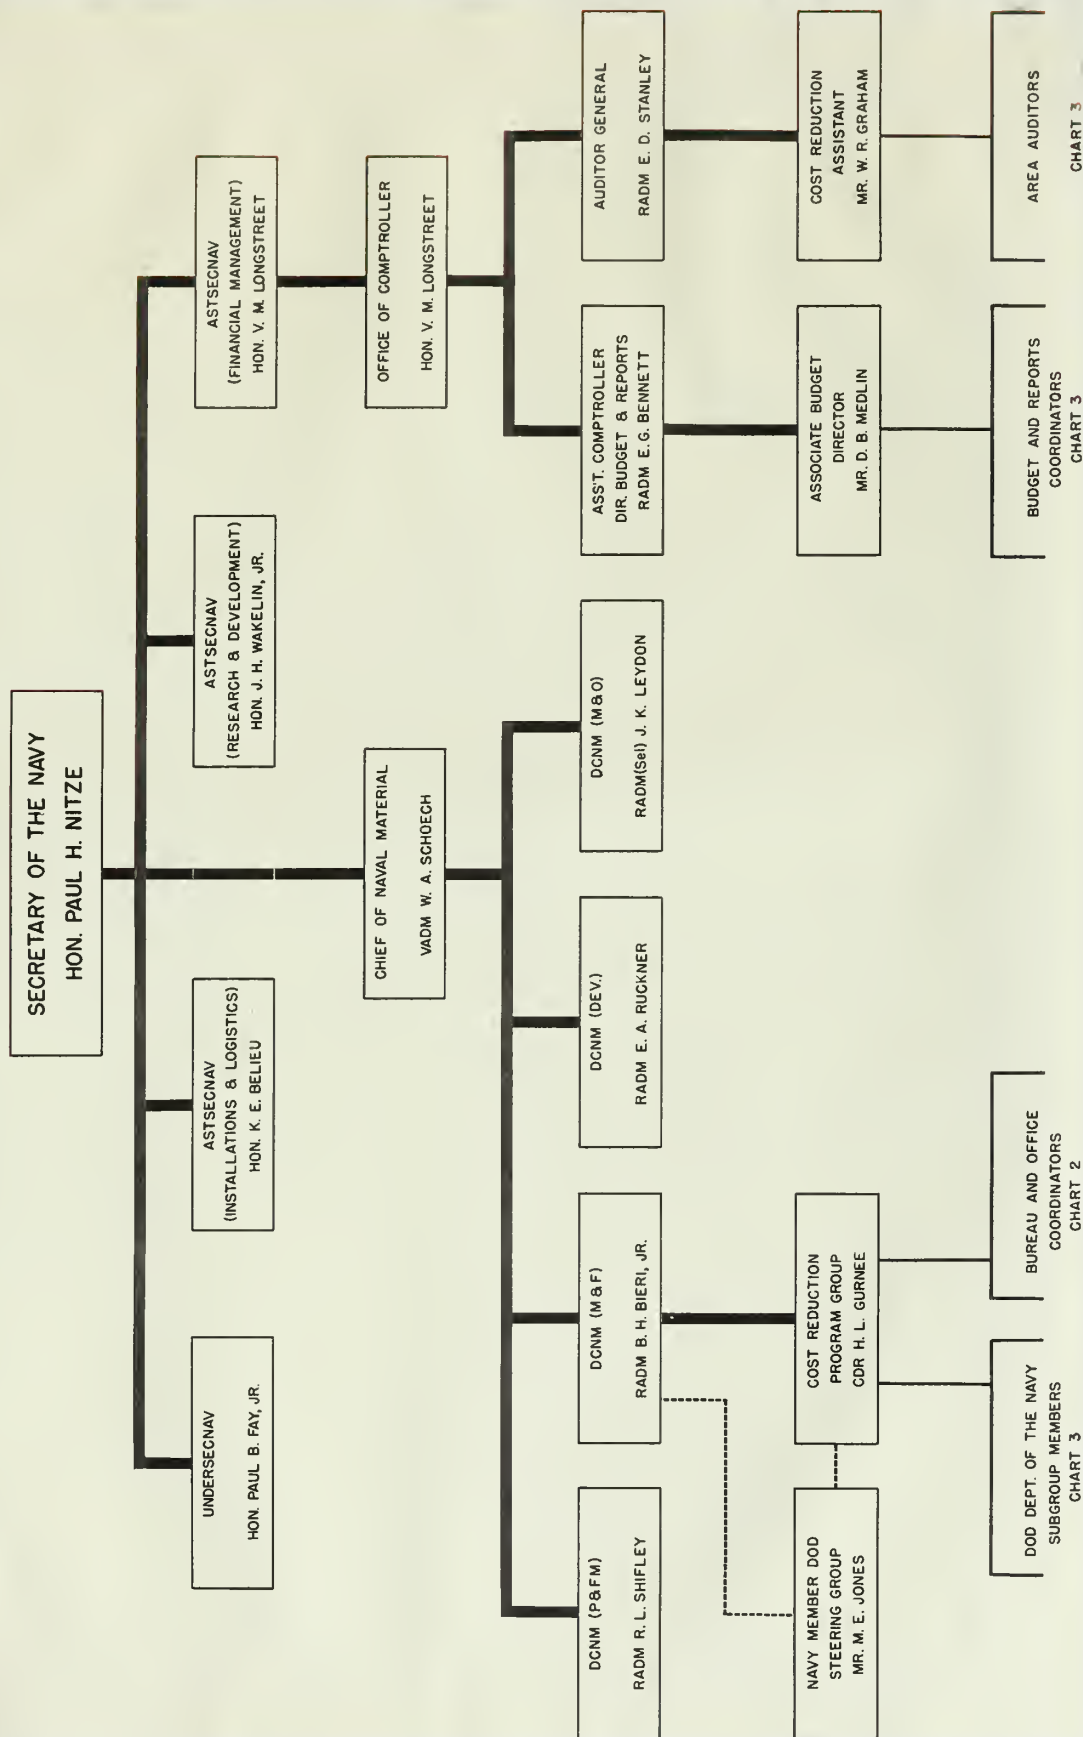 SECRETARY OF THE NAVY
HON. PAUL H. NITZE
UNDERSECNAV
HON. PAUL B. FAY, JR.
ASTSECNAV
(INSTALLATIONS & LOGISTICS)
HON. K. E. BELIEU
ASTSECNAV
(RESEARCH & DEVELOPMENT)
HON. J. H. WAKELIN, JR.
ASTSECNAV
(FINANCIAL MANAGEMENT)
HON. V. M. LONGSTREET
CHIEF OF NAVAL MATERIAL
VADM W. A. SCHOECH
OFFICE OF COMPTROLLER
HON. V. M. LONGSTREET
DCNM (P&FM)
RADM R. L. SHIFLEY
DCNM (M&F)
RADM B. H. BIERI, JR.
DCNM (DEV.)
RADM E. A. RUCKNER
DCNM (M&O)
RADM(Sel) J. K. LEYDON
ASS'T. COMPTROLLER
DIR. BUDGET & REPORTS
RADM E.G. BENNETT
AUDITOR GENERAL
RADM E. D. STANLEY
NAVY MEMBER DOD
STEERING GROUP
MR. M. E. JONES
COST REDUCTION
PROGRAM GROUP
CDR H. L. GURNEE
ASSOCIATE BUDGET
DIRECTOR
MR. D. B. MEDLIN
COST REDUCTION
ASSISTANT
MR. W. R. GRAHAM
DOD DEPT. OF THE NAVY
SUBGROUP MEMBERS
CHART 3
BUREAU AND OFFICE
COORDINATORS
CHART 2
BUDGET AND REPORTS
COORDINATORS
CHART 3
AREA AUDITORS
CHART 3